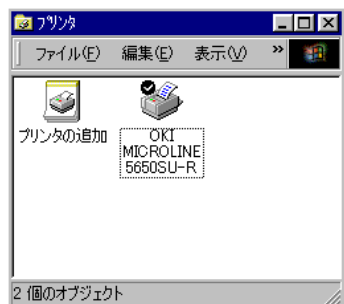 プリンタ
ファイル(F) 編集(E) 表示(V) »
プリンタの追加
OKI
MICROLINE
5650SU-R
2 個のオブジェクト